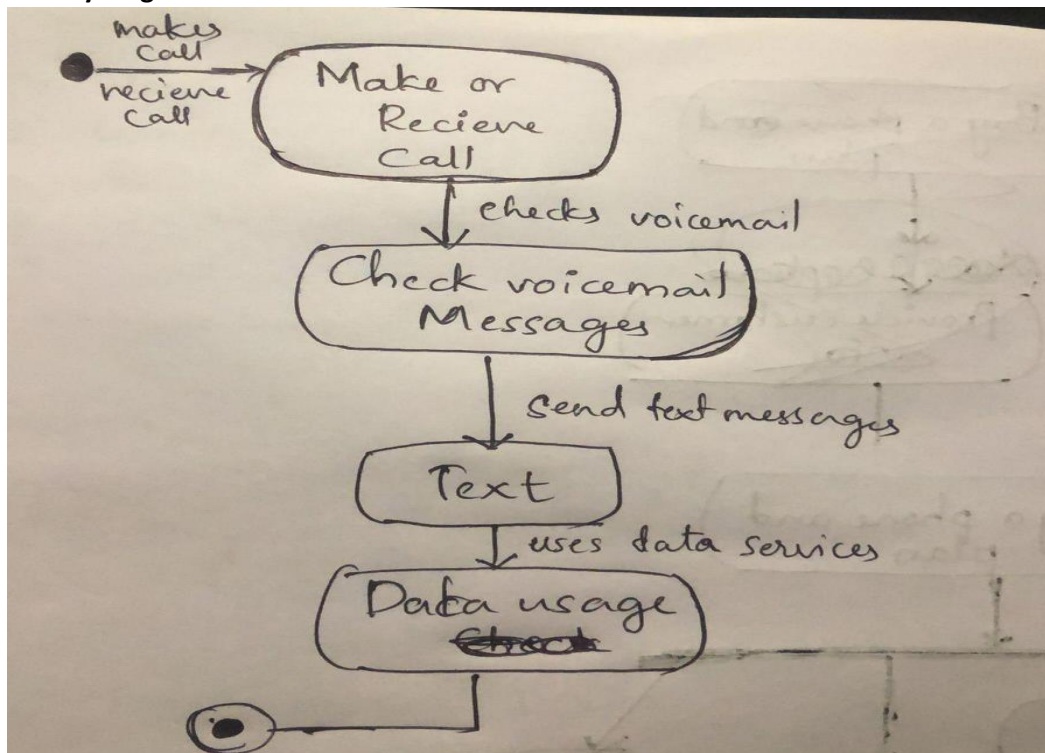 makes
call
recieve
call
Make or
Recieve
Call
checks voicemail
Check voicemail
Messages
send text messages
Text
uses data services
Data usage